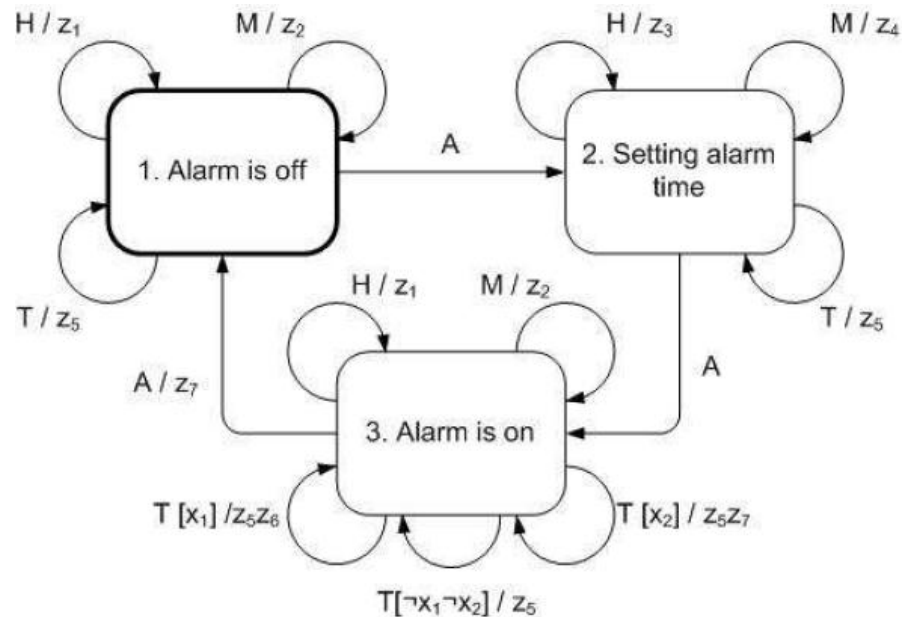 H / z₁
M / z₂
H / z₃
M / z₄
1. Alarm is off
A
2. Setting alarm
time
T / z₅
T / z₅
H / z₁
M / z₂
A / z₇
A
3. Alarm is on
T [x₁] /z₅z₆
T [x₂] / z₅z₇
T[¬x₁¬x₂] / z₅